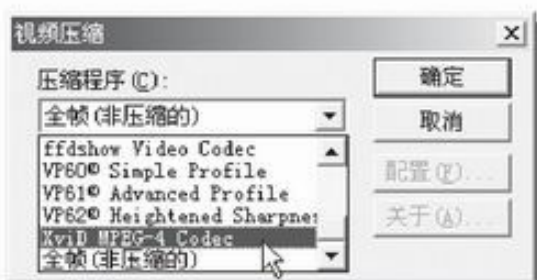 视频压缩
压缩程序(C):
确定
全帧(非压缩的)
取消
ffdshow Video Codec
VP60® Simple Profile
VP61® Advanced Profile
VP62® Heightened Sharpnes
XviD MPEG-4 Codec
全帧(非压缩的)
配置(F)...
关于(A)...